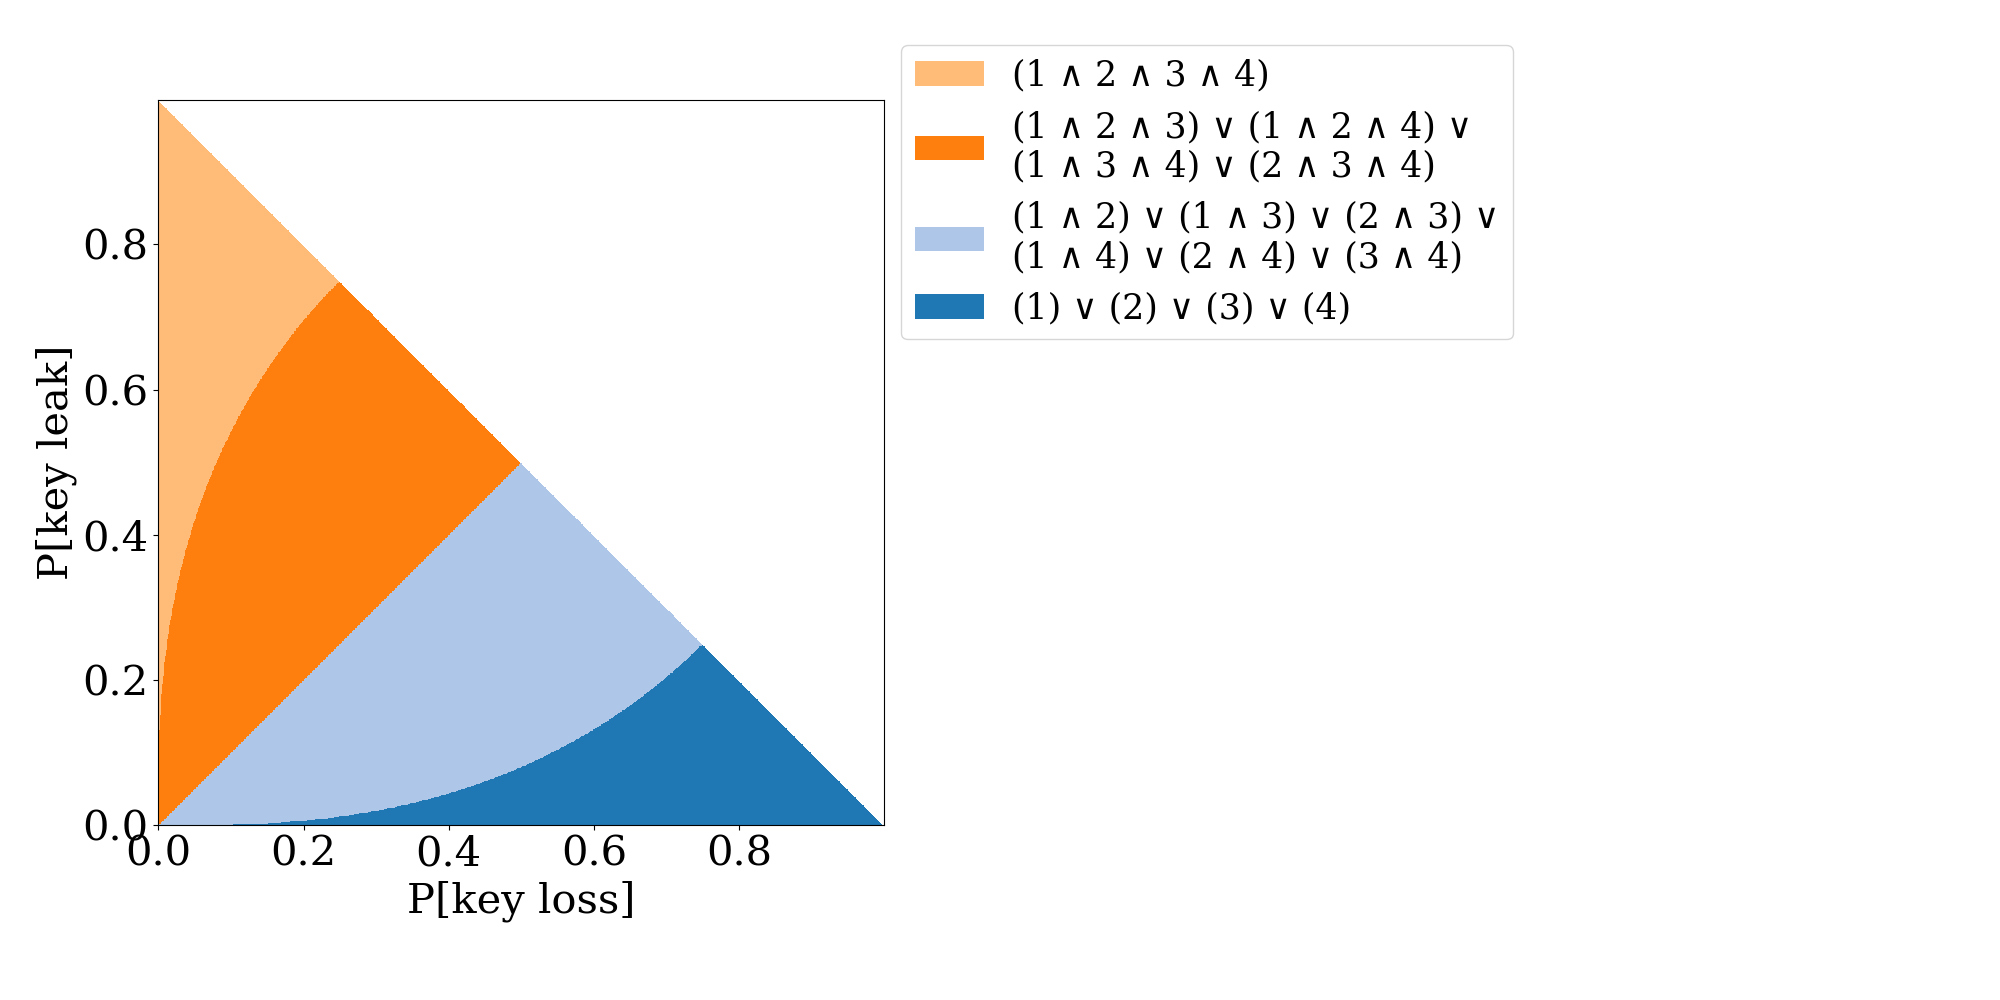 (1 ∧ 2 ∧ 3 ∧ 4)
(1 ∧ 2 ∧ 3) ∨ (1 ∧ 2 ∧ 4) ∨
(1 ∧ 3 ∧ 4) ∨ (2 ∧ 3 ∧ 4)
(1 ∧ 2) ∨ (1 ∧ 3) ∨ (2 ∧ 3) ∨
(1 ∧ 4) ∨ (2 ∧ 4) ∨ (3 ∧ 4)
(1) ∨ (2) ∨ (3) ∨ (4)
P[key leak]
0.8
0.6
0.4
0.2
0.0
0.0 0.2 0.4 0.6 0.8
P[key loss]